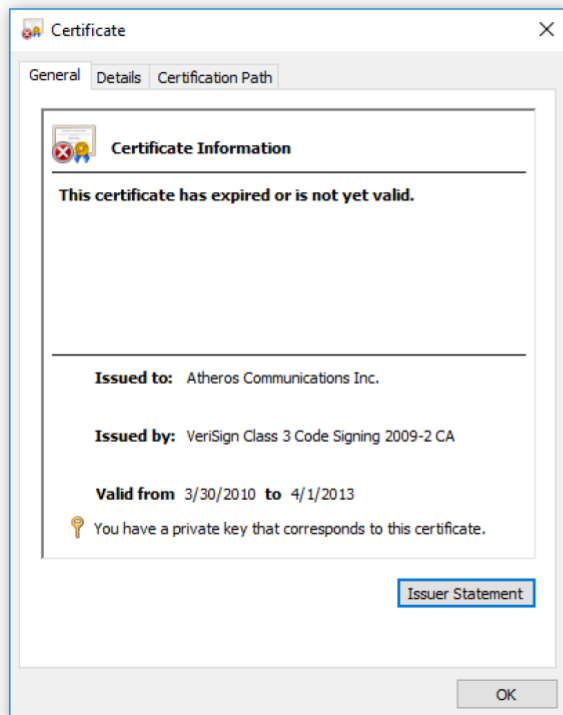 Certificate
General Details Certification Path
Certificate Information
This certificate has expired or is not yet valid.
Issued to: Atheros Communications Inc.
Issued by: VeriSign Class 3 Code Signing 2009-2 CA
Valid from 3/30/2010 to 4/1/2013
You have a private key that corresponds to this certificate.
Issuer Statement
OK